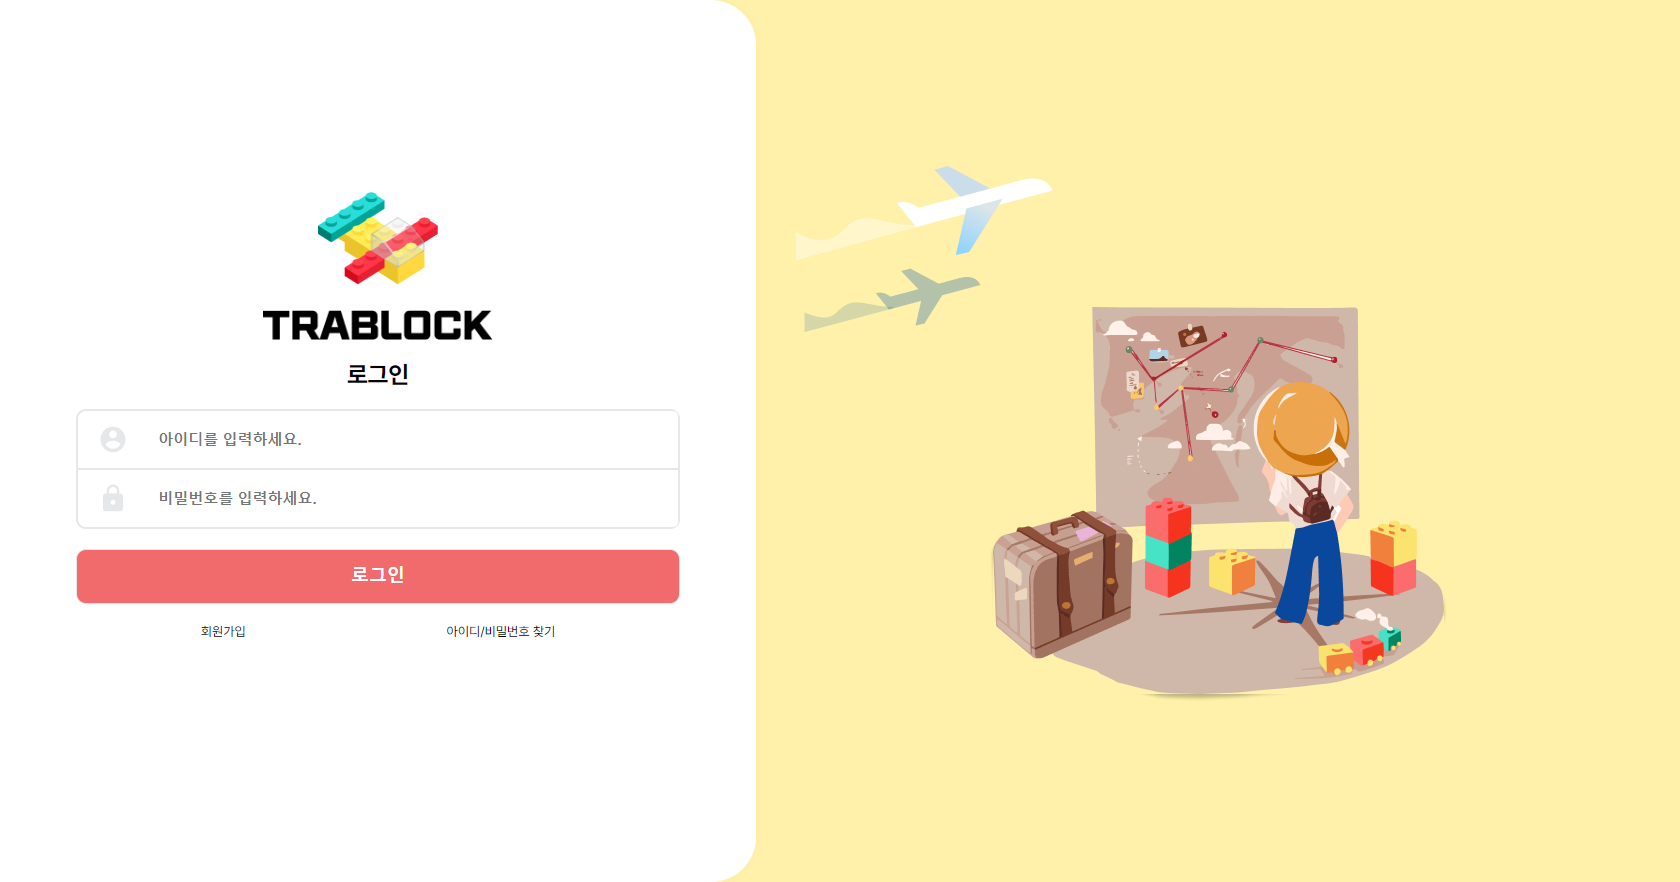 TRABLOCK
로그인
아이디를 입력하세요.
비밀번호를 입력하세요.
로그인
회원가입
아이디/비밀번호 찾기